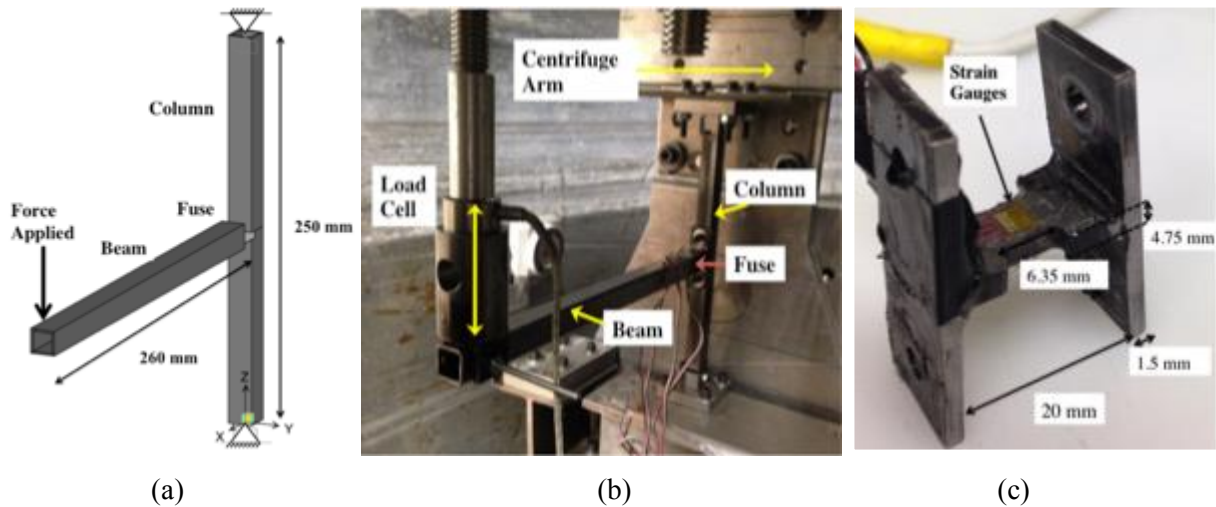 Column
Force
Applied
Fuse
Beam
250 mm
260 mm
Z
X
Y
Centrifuge
Arm
Load
Cell
Column
Fuse
Beam
Strain
Gauges
4.75 mm
6.35 mm
1.5 mm
20 mm
(a)
(b)
(c)